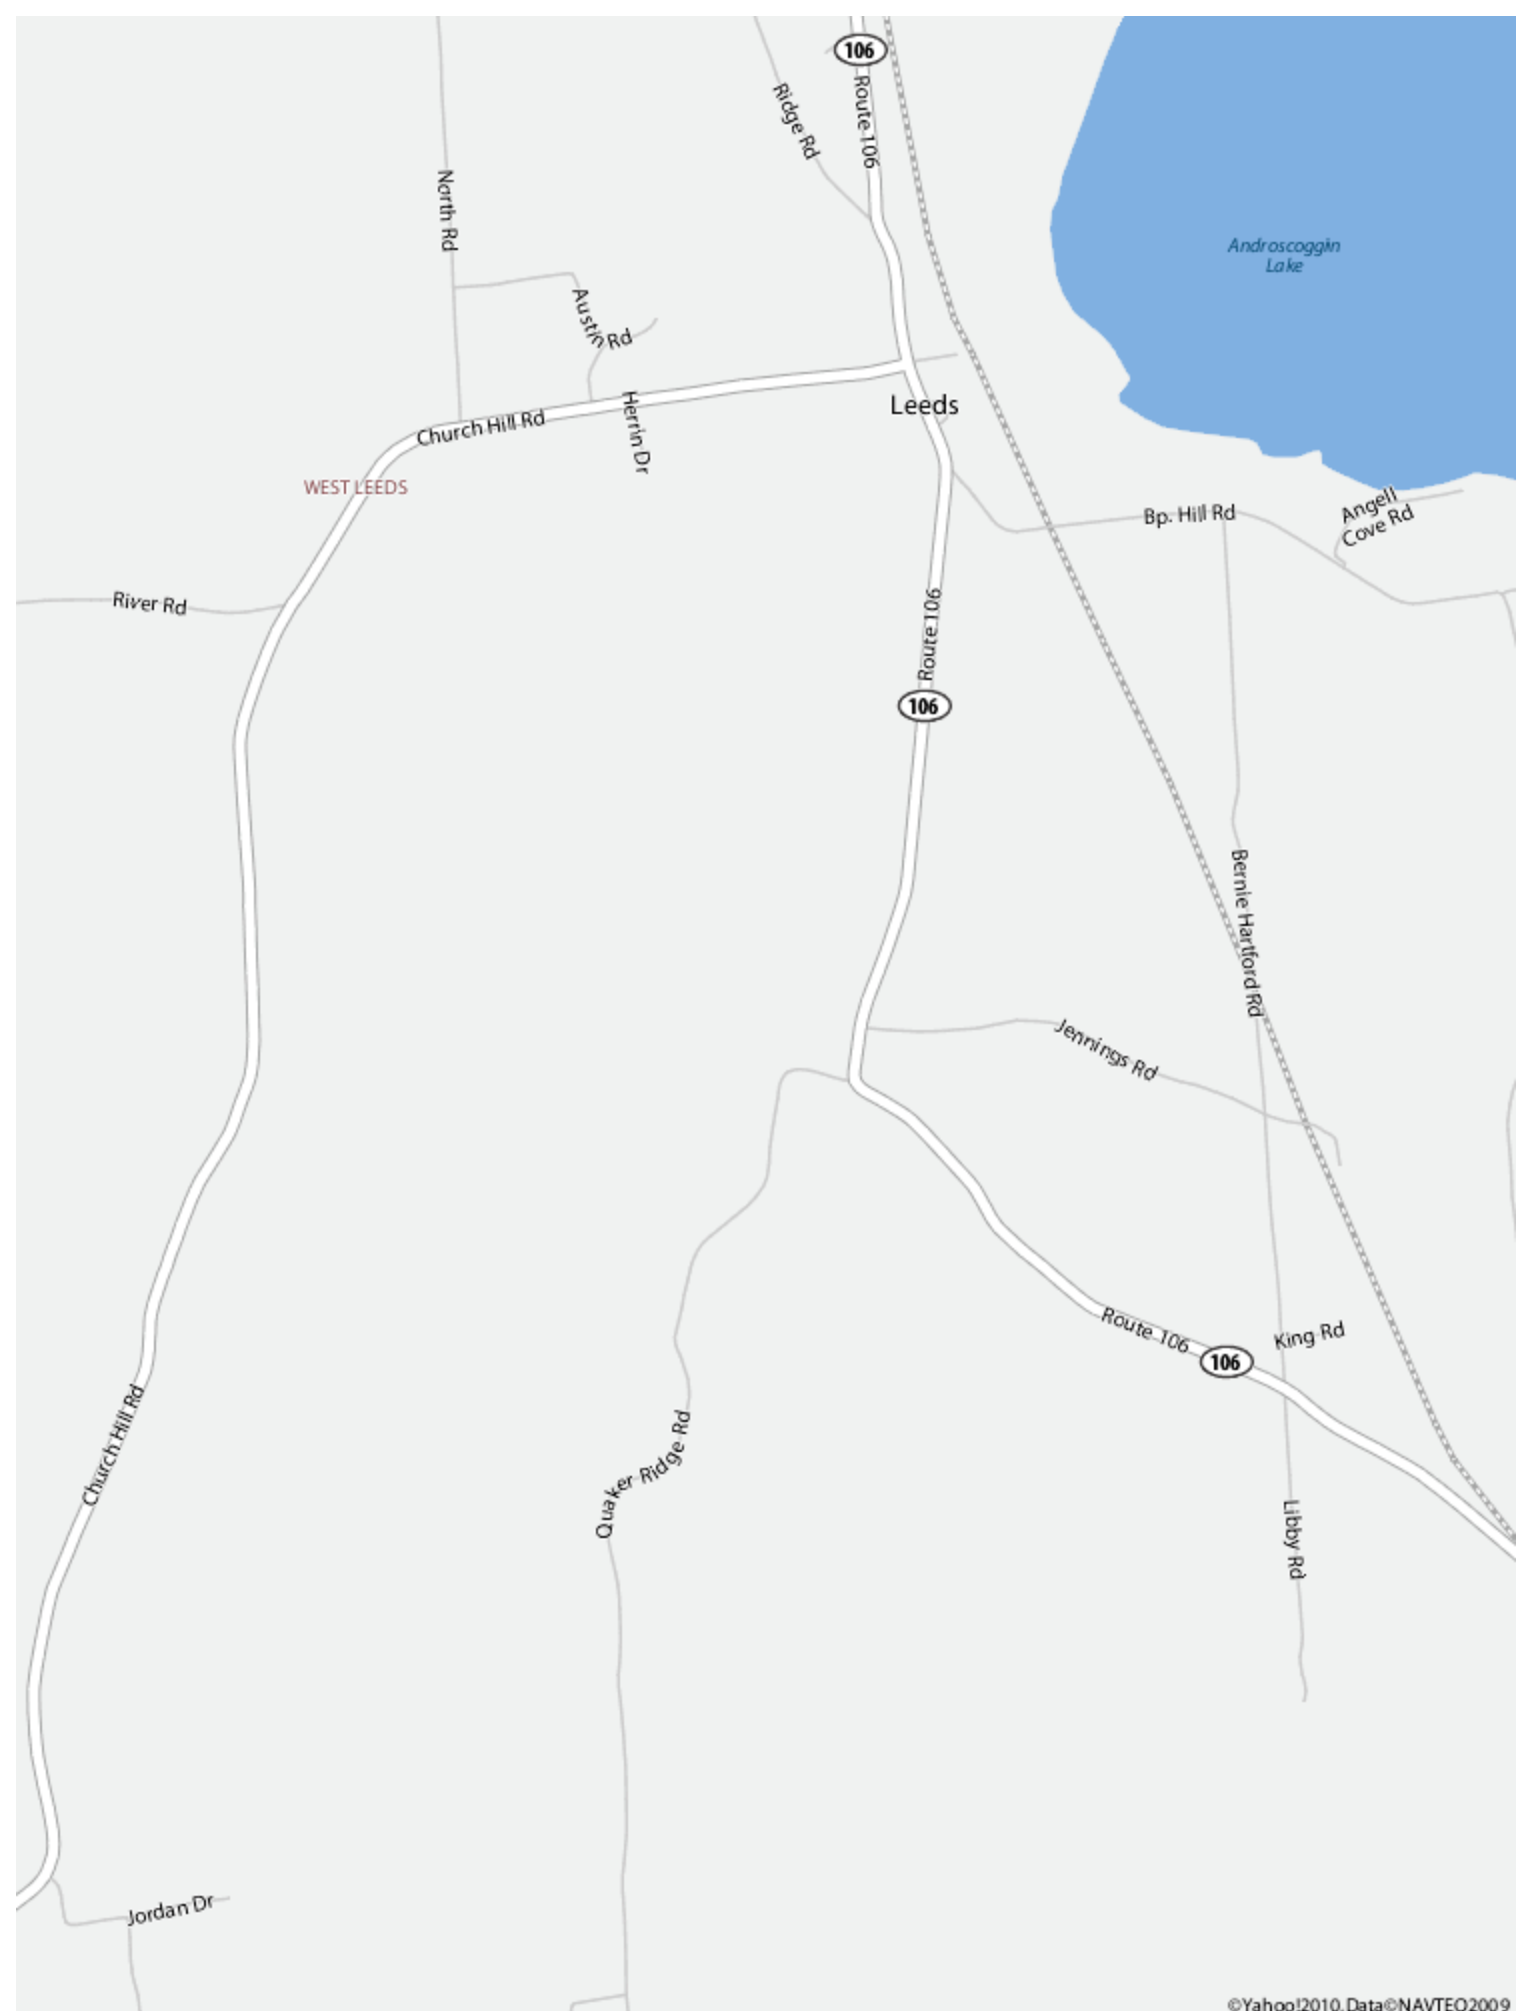 106
Route 106
Ridge Rd
North Rd
Androscoggin
Lake
Austin Rd
Herrin Dr
Leeds
Church Hill Rd
WEST LEEDS
Angell
Cove Rd
Bp. Hill Rd
River Rd
Route 106
106
Bernie Hartford Rd
Jennings Rd
Route 106
King Rd
106
Church Hill Rd
Quaker Ridge Rd
Libby Rd
Jordan Dr
©Yahoo!2010, Data©NAVTEQ2009